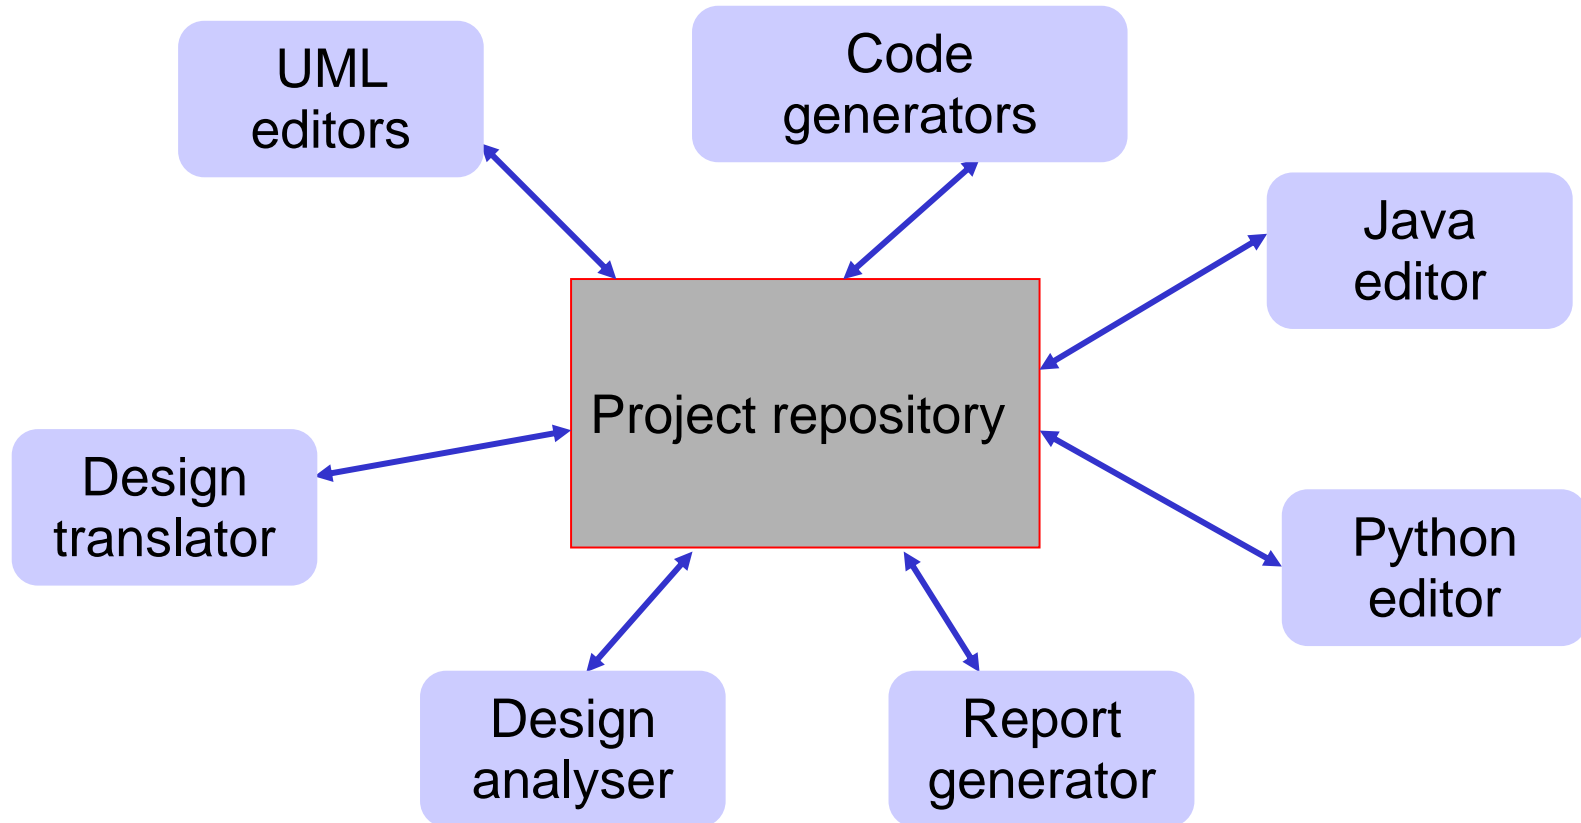 UML
editors
Code
generators
Java
editor
Project repository
Design
translator
Python
editor
Design
analyser
Report
generator